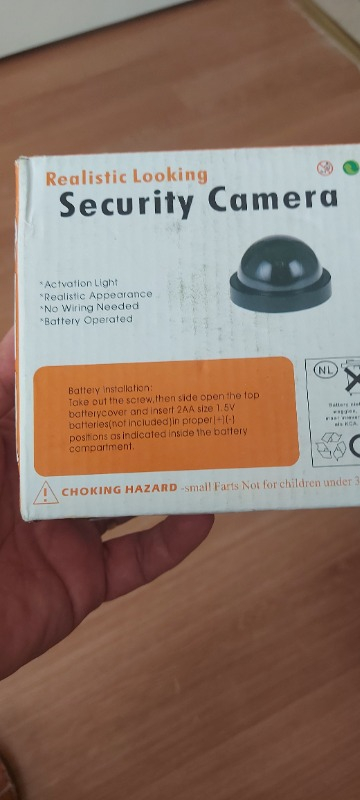 Realistic Looking
Security Camera
*Actvation Light
*Realistic Appearance
*No Wiring Needed
*Battery Operated
Battery Installation:
Take out the screw,then slide open the top
batterycover and insert 2AA size 1.5V
batteries(not included)in proper(+)(-)
positions as indicated inside the battery
compartment.
NL
CHOKING HAZARD -small Farts Not for children under 3